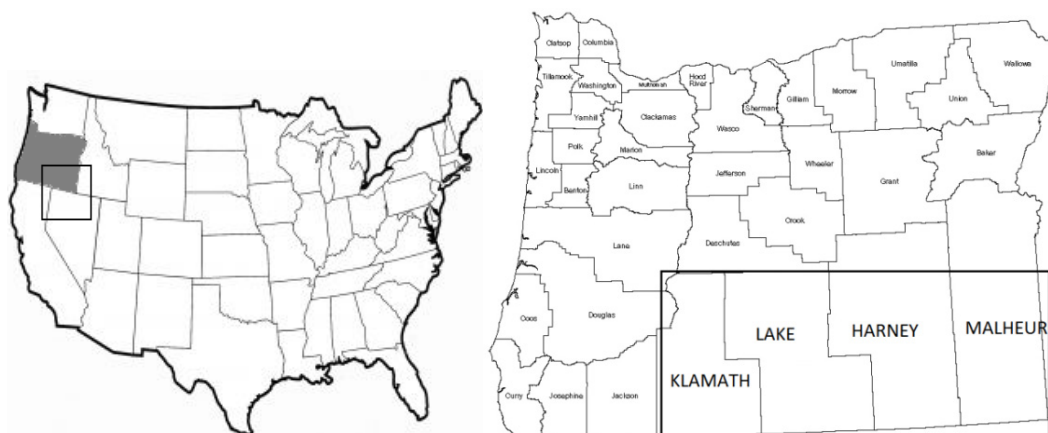 Clatsop
Columbia
Tillamook
Washington
Multnomah
Hood
River
Sherman
Gilliam
Morrow
Umatilla
Wallowa
Union
Yamhill
Clackamas
Wasco
Polk
Marion
Wheeler
Baker
Lincoln
Benton
Linn
Jefferson
Grant
Crook
Lane
Deschutes
Coos
Douglas
LAKE
HARNEY
MALHEUR
KLAMATH
Curry
Josephine
Jackson